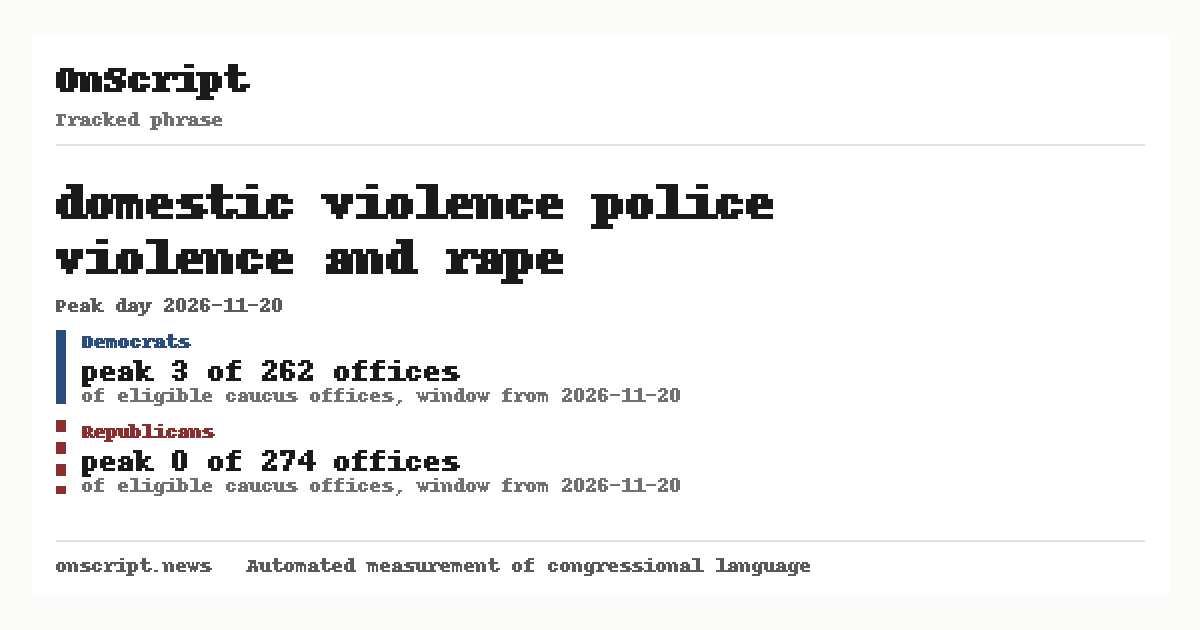 OnScript
Tracked phrase
domestic violence police
violence and rape
Peak day 2026-11-20
Democrats
peak 3 of 262 offices
of eligible caucus offices, window from 2026-11-20
Republicans
peak 0 of 274 offices
of eligible caucus offices, window from 2026-11-20
onscript.news Automated measurement of congressional language